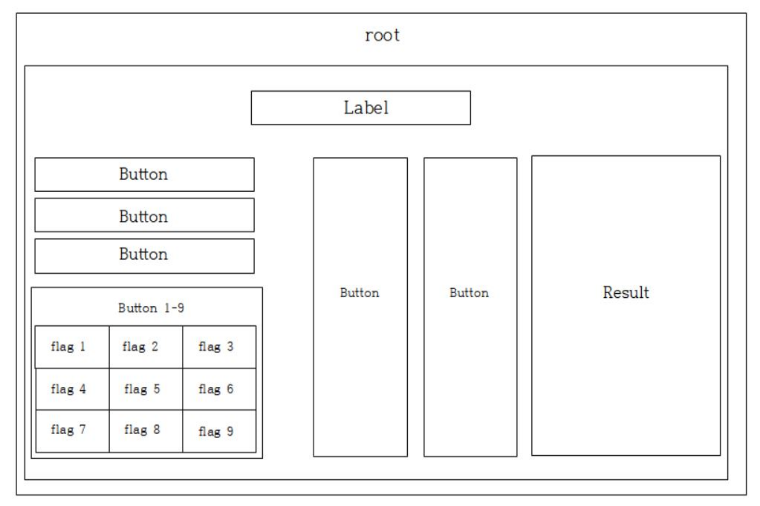 root
Label
Button
Button
Button
Button 1-9
flag 1 flag 2 flag 3
flag 4 flag 5 flag 6
flag 7 flag 8 flag 9
Button
Button
Result